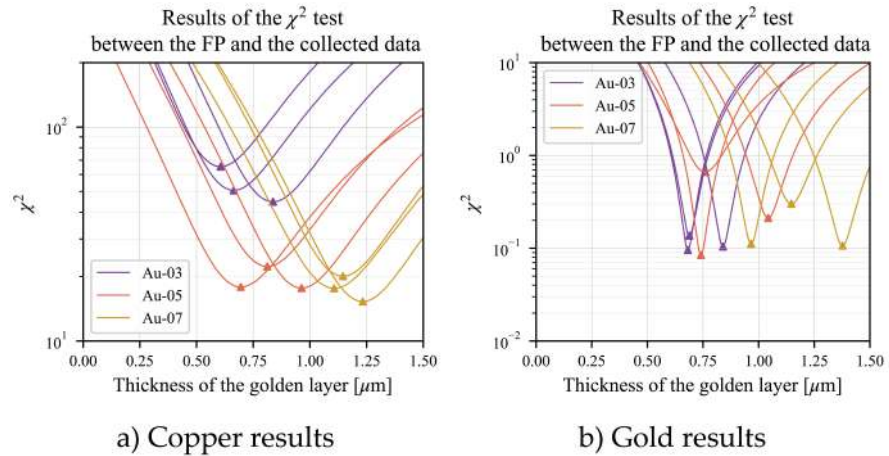 Results of the χ² test
between the FP and the collected data
10²
10¹
χ²
Au-03
Au-05
Au-07
0.00 0.25 0.50 0.75 1.00 1.25 1.50
Thickness of the golden layer [μm]
a) Copper results
Results of the χ² test
between the FP and the collected data
10¹
10⁰
10⁻¹
10⁻²
χ²
Au-03
Au-05
Au-07
0.00 0.25 0.50 0.75 1.00 1.25 1.50
Thickness of the golden layer [μm]
b) Gold results